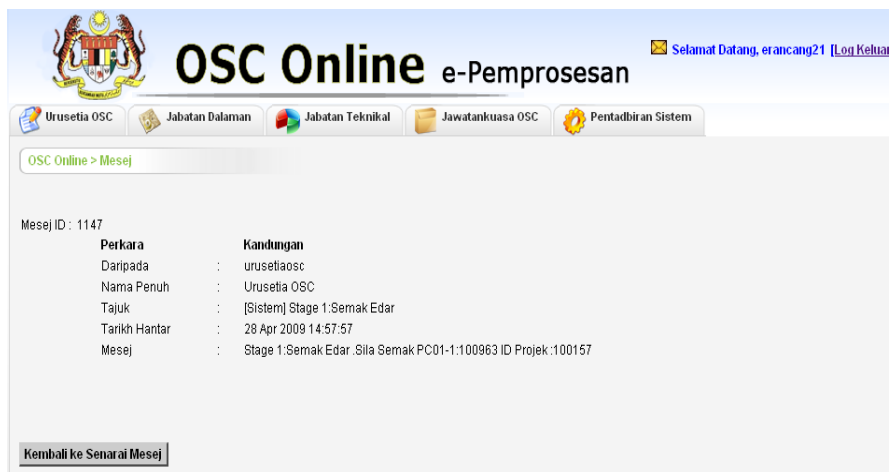 OSC Online e-Pemprosesan
Selamat Datang, erancang21 [Log Keluar
Urusetia OSC Jabatan Dalaman Jabatan Teknikal Jawatankuasa OSC Pentadbiran Sistem
OSC Online > Mesej
Mesej ID : 1147
Perkara Kandungan
Daripada : urusetiaosc
Nama Penuh : Urusetia OSC
Tajuk : [Sistem] Stage 1:Semak Edar
Tarikh Hantar : 28 Apr 2009 14:57:57
Mesej : Stage 1:Semak Edar .Sila Semak PC01-1:100963 ID Projek :100157
Kembali ke Senarai Mesej